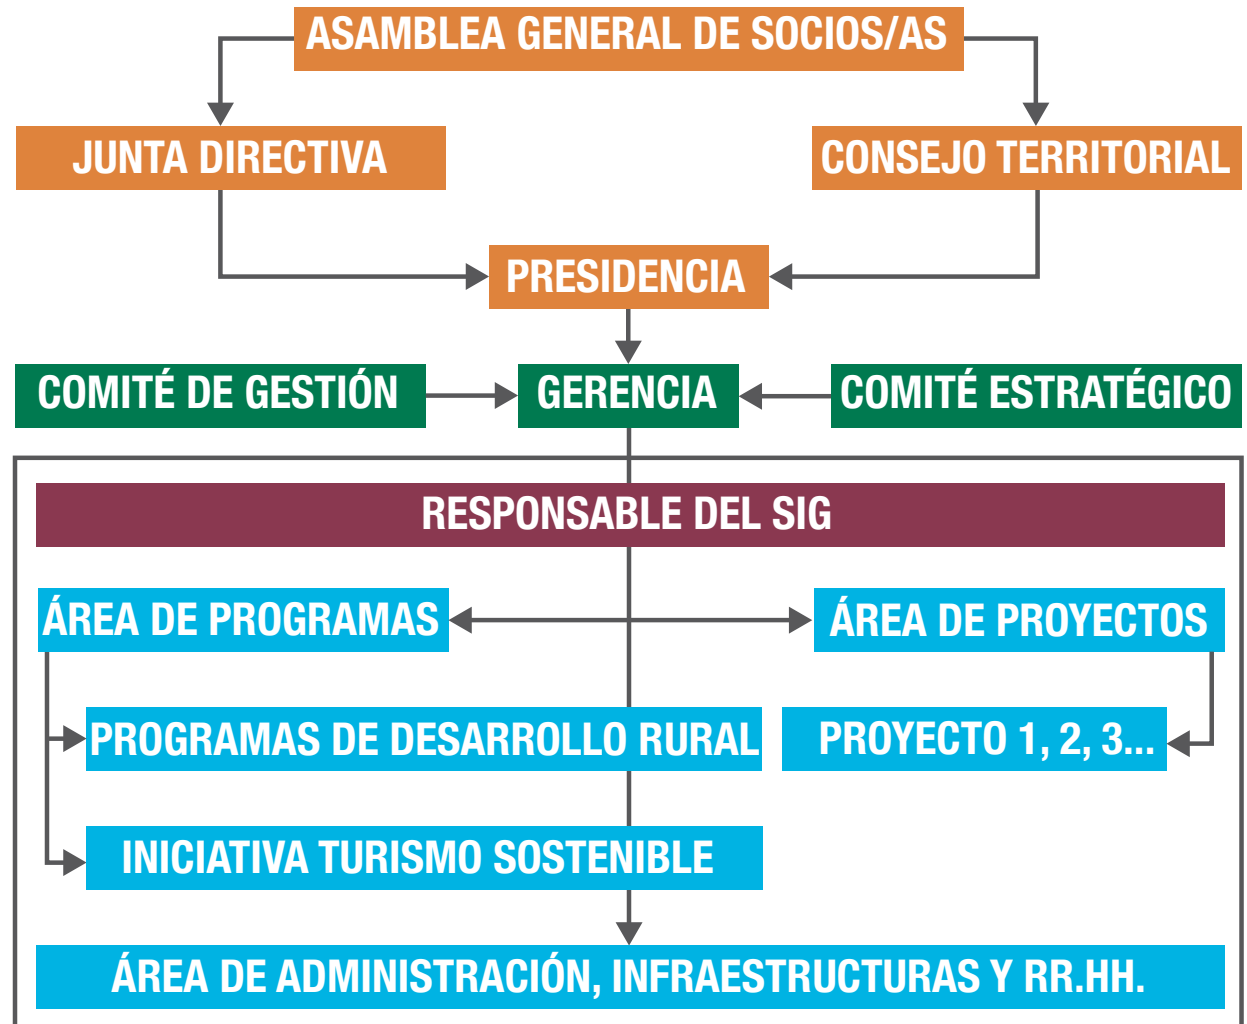 ASAMBLEA GENERAL DE SOCIOS/AS
JUNTA DIRECTIVA
CONSEJO TERRITORIAL
PRESIDENCIA
COMITÉ DE GESTIÓN
GERENCIA
COMITÉ ESTRATÉGICO
RESPONSABLE DEL SIG
ÁREA DE PROGRAMAS
ÁREA DE PROYECTOS
PROGRAMAS DE DESARROLLO RURAL
PROYECTO 1, 2, 3...
INICIATIVA TURISMO SOSTENIBLE
ÁREA DE ADMINISTRACIÓN, INFRAESTRUCTURAS Y RR.HH.